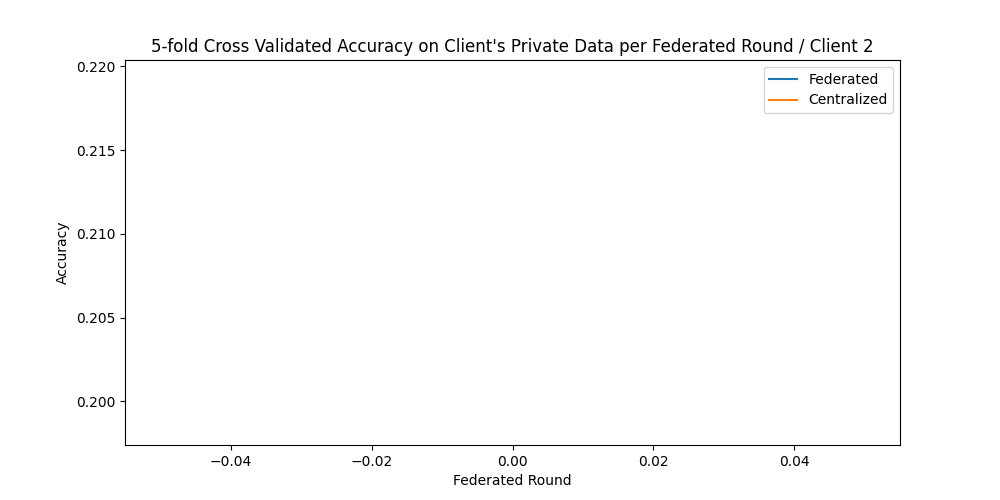 5-fold Cross Validated Accuracy on Client's Private Data per Federated Round / Client 2
Federated
Centralized
0.220
0.215
0.210
0.205
0.200
Accuracy
−0.04 −0.02 0.00 0.02 0.04
Federated Round